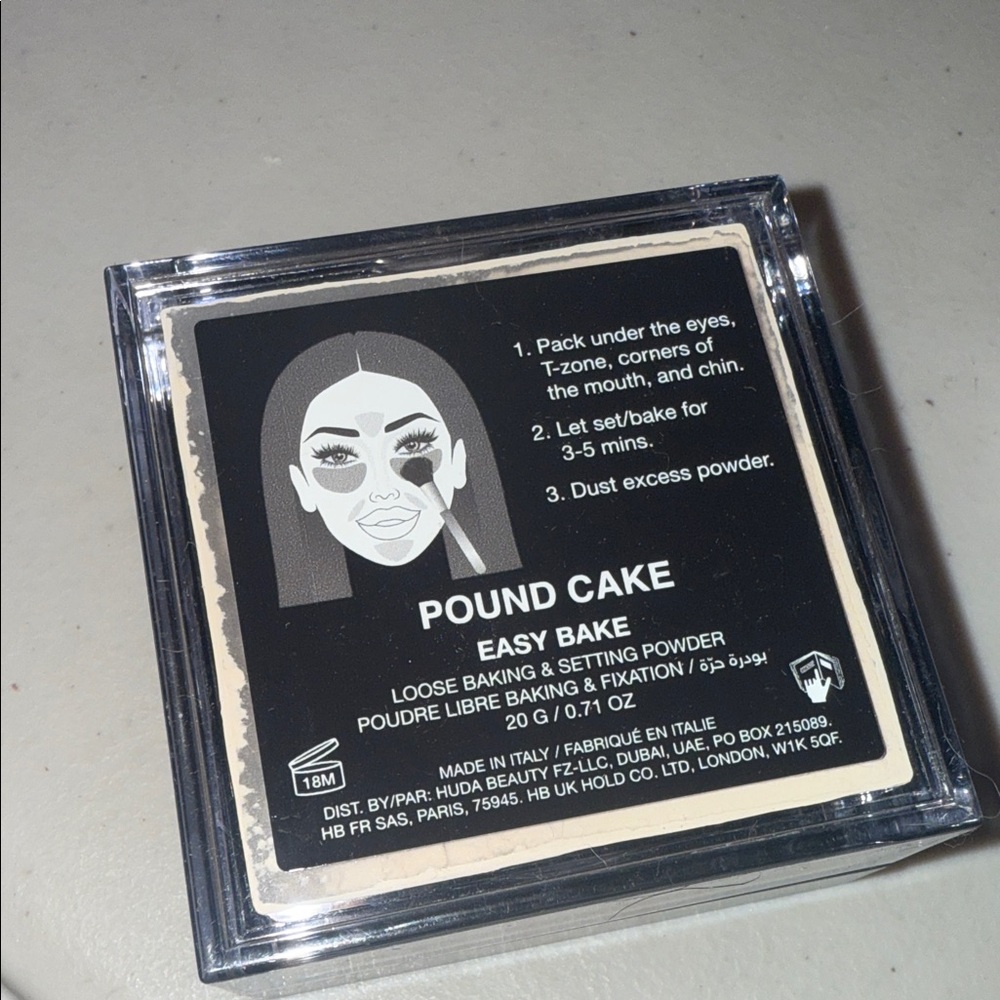 1. Pack under the eyes,
T-zone, corners of
the mouth, and chin.
2. Let set/bake for
3-5 mins.
3. Dust excess powder.
POUND CAKE
EASY BAKE
LOOSE BAKING & SETTING POWDER
POUDRE LIBRE BAKING & FIXATION / بودرة حرّة
20 G / 0.71 OZ
18M
MADE IN ITALY / FABRIQUÉ EN ITALIE
DIST. BY/PAR: HUDA BEAUTY FZ-LLC, DUBAI, UAE, PO BOX 215089.
HB FR SAS, PARIS, 75945. HB UK HOLD CO. LTD, LONDON, W1K 5QF.